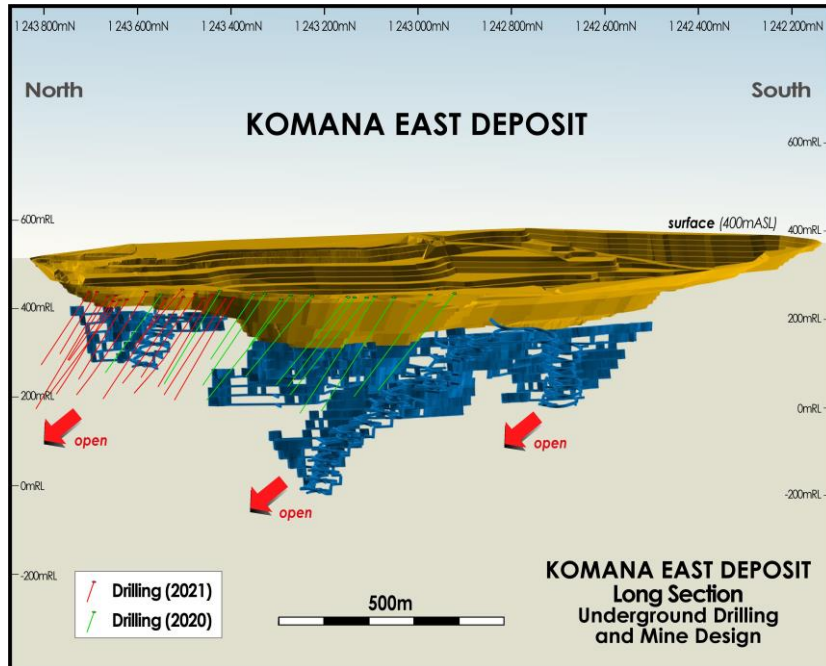 1 243 800mN 1 243 600mN 1 243 400mN 1 243 200mN 1 243 000mN 1 242 800mN 1 242 600mN 1 242 400mN 1 242 200mN
North South
KOMANA EAST DEPOSIT
600mRL
600mRL
surface (400mASL)
400mRL
400mRL
200mRL
200mRL
0mRL
open
open
0mRL
-200mRL
open
-200mRL
Drilling (2021)
Drilling (2020)
500m
KOMANA EAST DEPOSIT
Long Section
Underground Drilling
and Mine Design